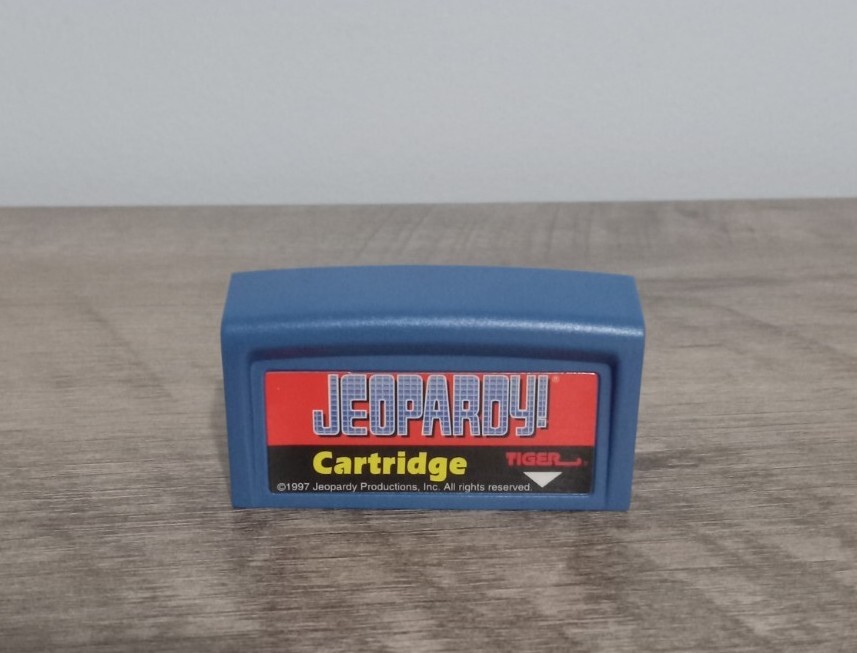 JEOPARDY!®
Cartridge
TIGER®
©1997 Jeopardy Productions, Inc. All rights reserved.